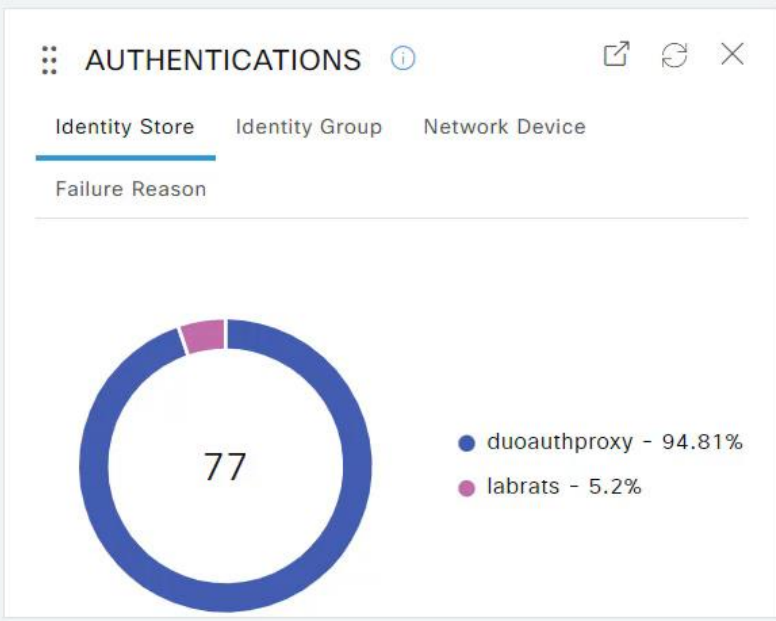 AUTHENTICATIONS
Identity Store Identity Group Network Device
Failure Reason
77
duoauthproxy - 94.81%
labrats - 5.2%